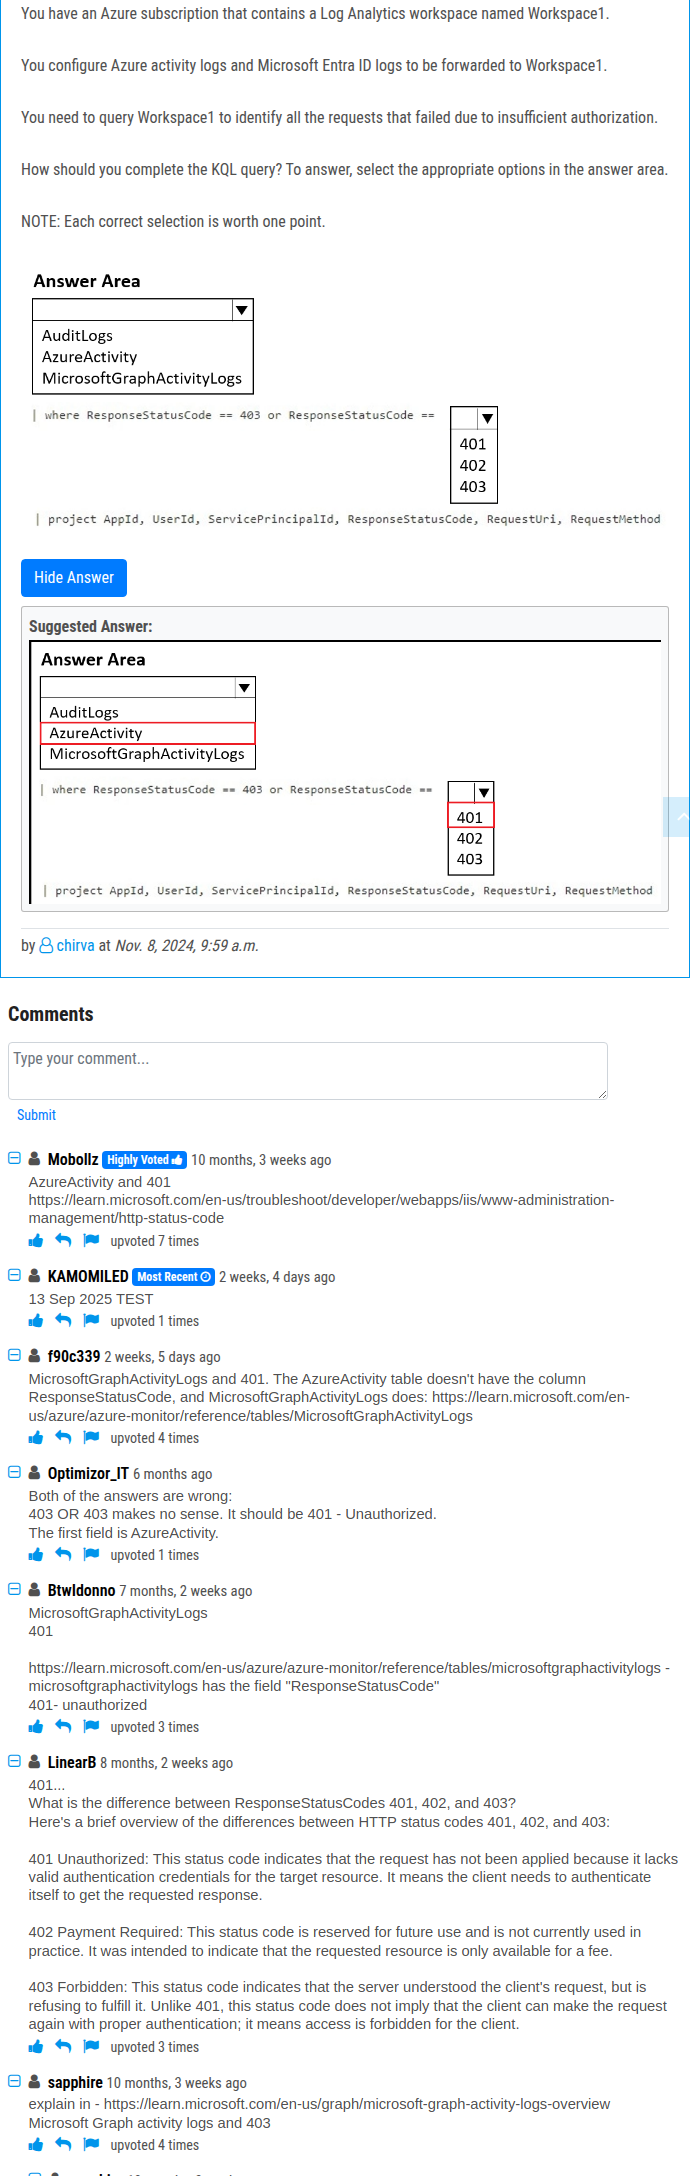 You have an Azure subscription that contains a Log Analytics workspace named Workspace1.
You configure Azure activity logs and Microsoft Entra ID logs to be forwarded to Workspace1.
You need to query Workspace1 to identify all the requests that failed due to insufficient authorization.
How should you complete the KQL query? To answer, select the appropriate options in the answer area.
NOTE: Each correct selection is worth one point.
Answer Area
AuditLogs
AzureActivity
MicrosoftGraphActivityLogs
| where ResponseStatusCode == 403 or ResponseStatusCode ==
401
402
403
| project AppId, UserId, ServicePrincipalId, ResponseStatusCode, RequestUri, RequestMethod
Hide Answer
Suggested Answer:
Answer Area
AuditLogs
AzureActivity
MicrosoftGraphActivityLogs
| where ResponseStatusCode == 403 or ResponseStatusCode ==
401
402
403
| project AppId, UserId, ServicePrincipalId, ResponseStatusCode, RequestUri, RequestMethod
by chirva at Nov. 8, 2024, 9:59 a.m.
Comments
Type your comment...
Submit
Mobollz Highly Voted 10 months, 3 weeks ago
AzureActivity and 401
https://learn.microsoft.com/en-us/troubleshoot/developer/webapps/iis/www-administration-
management/http-status-code
upvoted 7 times
KAMOMILED Most Recent 2 weeks, 4 days ago
13 Sep 2025 TEST
upvoted 1 times
f90c339 2 weeks, 5 days ago
MicrosoftGraphActivityLogs and 401. The AzureActivity table doesn't have the column
ResponseStatusCode, and MicrosoftGraphActivityLogs does: https://learn.microsoft.com/en-
us/azure/azure-monitor/reference/tables/MicrosoftGraphActivityLogs
upvoted 4 times
Optimizor_IT 6 months ago
Both of the answers are wrong:
403 OR 403 makes no sense. It should be 401 - Unauthorized.
The first field is AzureActivity.
upvoted 1 times
BtwIdonno 7 months, 2 weeks ago
MicrosoftGraphActivityLogs
401
https://learn.microsoft.com/en-us/azure/azure-monitor/reference/tables/microsoftgraphactivitylogs -
microsoftgraphactivitylogs has the field "ResponseStatusCode"
401- unauthorized
upvoted 3 times
LinearB 8 months, 2 weeks ago
401...
What is the difference between ResponseStatusCodes 401, 402, and 403?
Here's a brief overview of the differences between HTTP status codes 401, 402, and 403:
401 Unauthorized: This status code indicates that the request has not been applied because it lacks
valid authentication credentials for the target resource. It means the client needs to authenticate
itself to get the requested response.
402 Payment Required: This status code is reserved for future use and is not currently used in
practice. It was intended to indicate that the requested resource is only available for a fee.
403 Forbidden: This status code indicates that the server understood the client's request, but is
refusing to fulfill it. Unlike 401, this status code does not imply that the client can make the request
again with proper authentication; it means access is forbidden for the client.
upvoted 3 times
sapphire 10 months, 3 weeks ago
explain in - https://learn.microsoft.com/en-us/graph/microsoft-graph-activity-logs-overview
Microsoft Graph activity logs and 403
upvoted 4 times